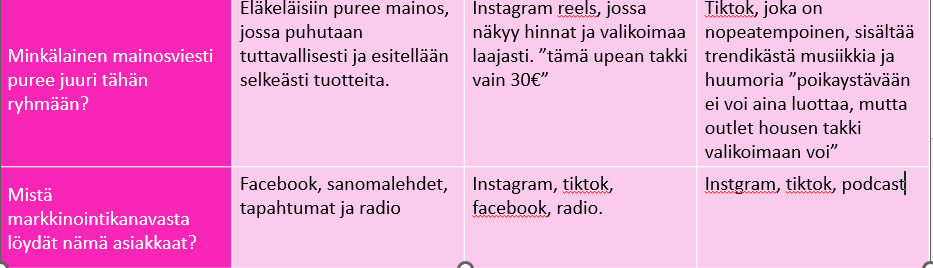 Minkälainen mainosviesti
puree juuri tähän
ryhmään?
Eläkeläisiin puree mainos,
jossa puhutaan
tuttavallisesti ja esitellään
selkeästi tuotteita.
Instagram reels, jossa
näkyy hinnat ja valikoimaa
laajasti. ”tämä upean takki
vain 30€”
Tiktok, joka on
nopeatempoinen, sisältää
trendikästä musiikkia ja
huumoria ”poikaystävään
ei voi aina luottaa, mutta
outlet housen takki
valikoimaan voi”
Mistä
markkinointikanavasta
löydät nämä asiakkaat?
Facebook, sanomalehdet,
tapahtumat ja radio
Instagram, tiktok,
facebook, radio.
Instgram, tiktok, podcast